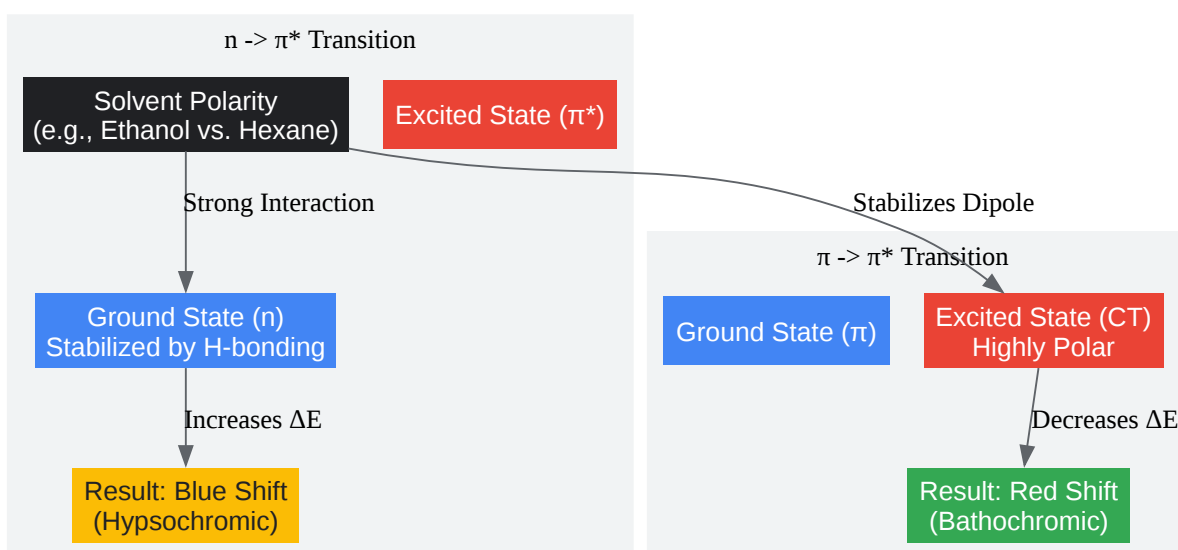 n -> π* Transition
Solvent Polarity
(e.g., Ethanol vs. Hexane)
Excited State (π*)
Strong Interaction
Stabilizes Dipole
π -> π* Transition
Ground State (n)
Stabilized by H-bonding
Ground State (π)
Excited State (CT)
Highly Polar
Increases ΔE
Decreases ΔE
Result: Blue Shift
(Hypsochromic)
Result: Red Shift
(Bathochromic)